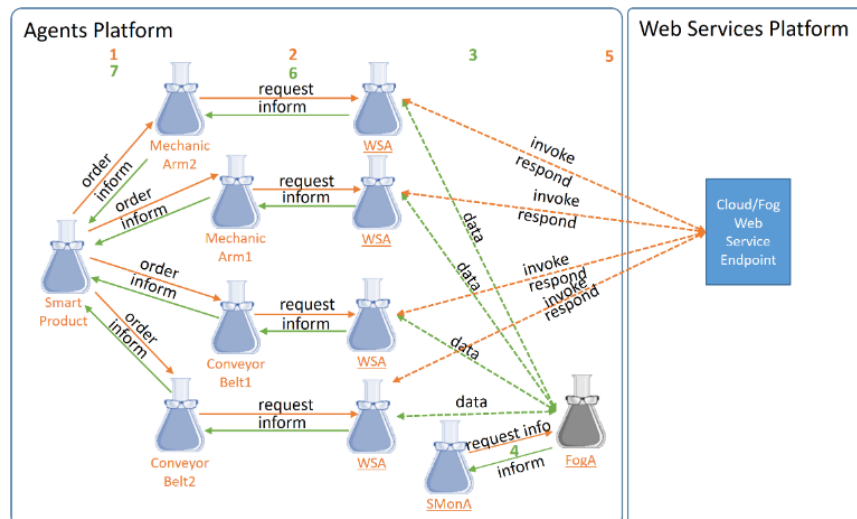 Agents Platform
Web Services Platform
1
2
3
5
7
6
request
inform
WSA
Mechanic
Arm2
order
inform
invoke
respond
request
inform
WSA
Mechanic
Arm1
order
inform
invoke
respond
Cloud/Fog
Web
Service
Endpoint
data
data
Smart
Product
order
inform
request
inform
WSA
Conveyor
Belt1
invoke
respond
invoke
respond
data
order
inform
request
inform
WSA
Conveyor
Belt2
data
request info
4
inform
SMonA
FogA